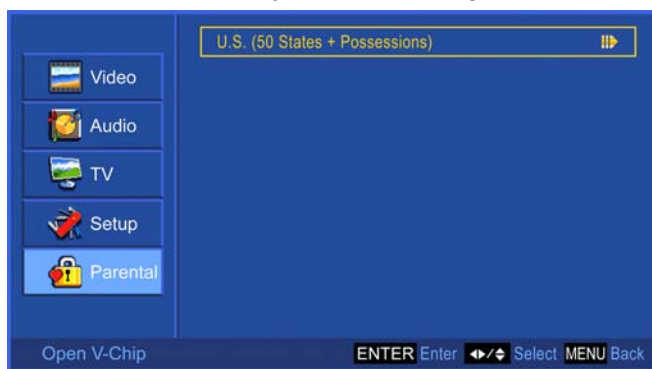 U.S. (50 States + Possessions)
Video
Audio
TV
Setup
Parental
Open V-Chip ENTER Enter ◂▸/♦ Select MENU Back